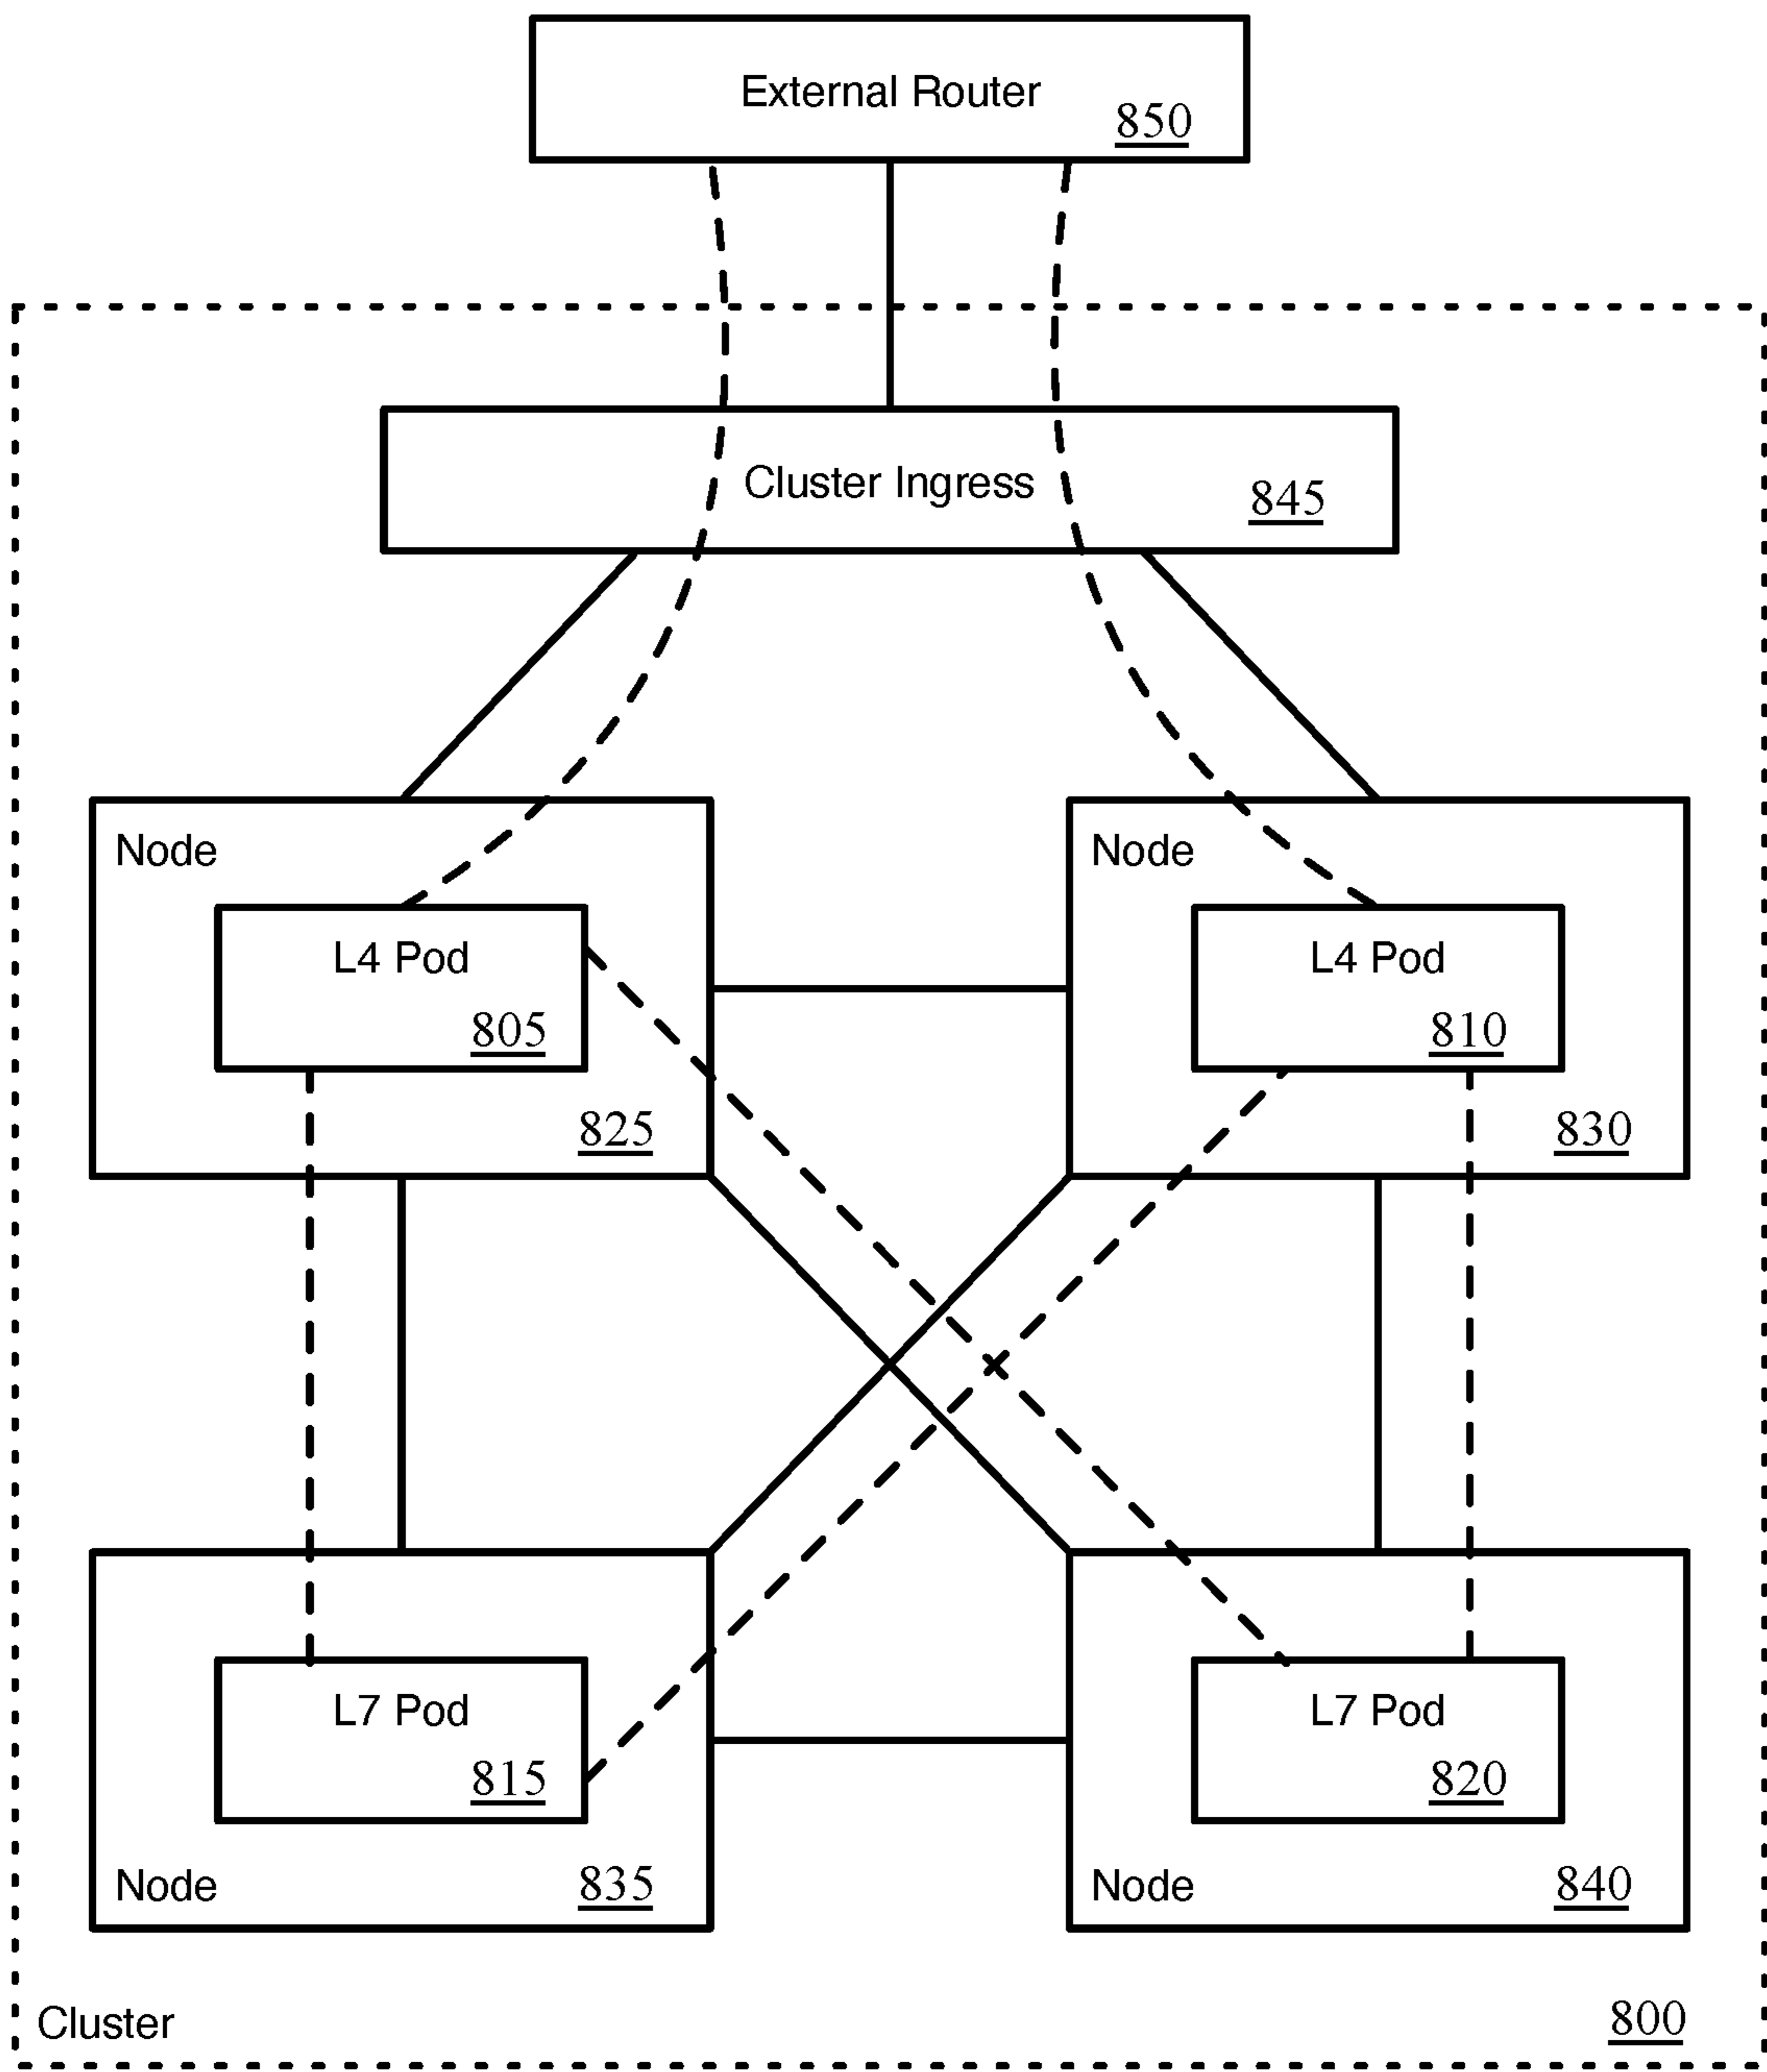 External Router
850
Cluster Ingress
845
Node
L4 Pod
805
825
Node
L4 Pod
810
830
L7 Pod
815
Node
835
L7 Pod
820
Node
840
Cluster
800